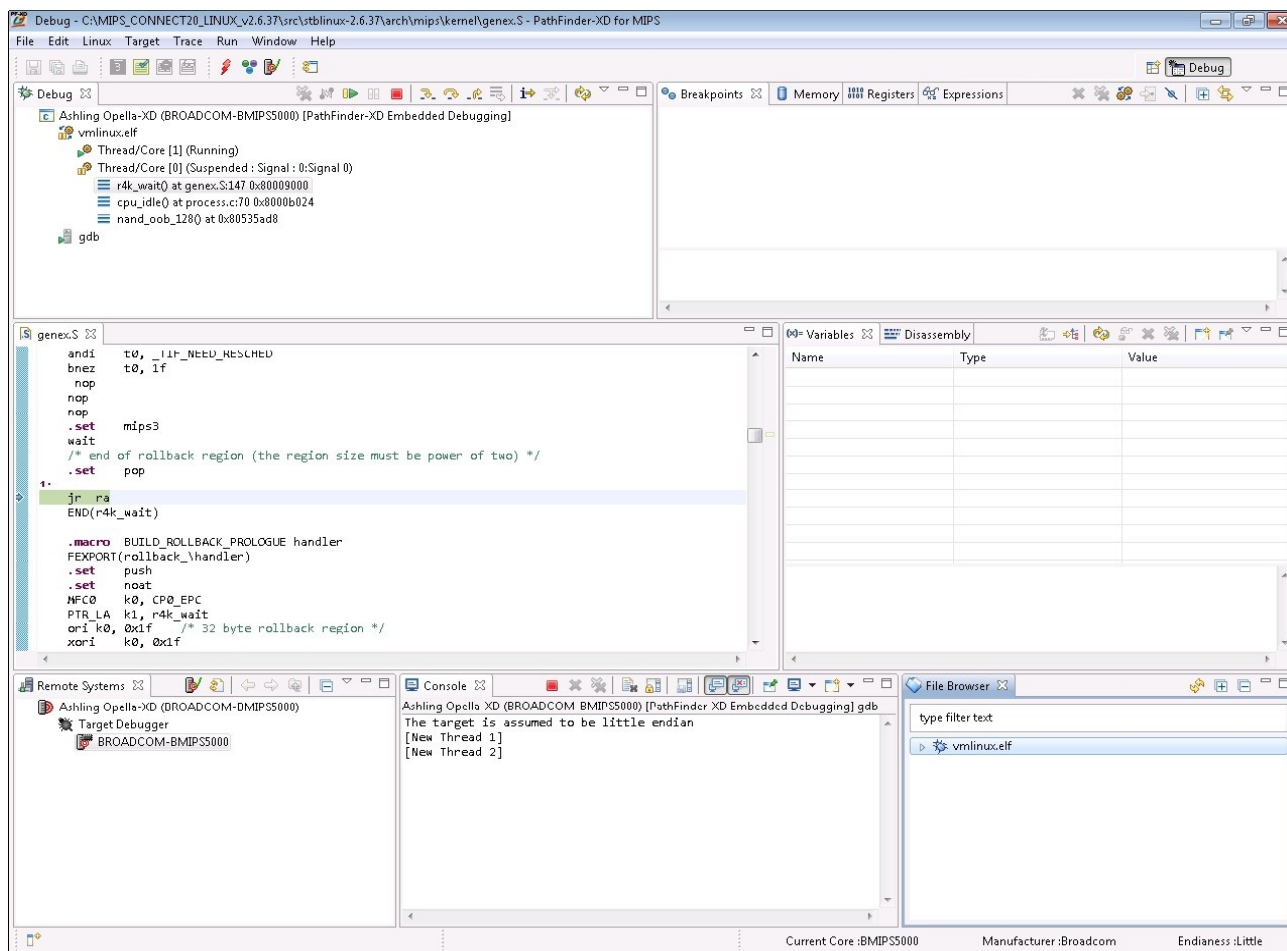 Debug - C:\MIPS_CONNECT20_LINUX_v2.6.37\src\stblinux-2.6.37\arch\mips\kernel\genex.S - PathFinder-XD for MIPS
File Edit Linux Target Trace Run Window Help
Debug
Debug
Ashling Opella-XD (BROADCOM-BMIPS5000) [PathFinder-XD Embedded Debugging]
vmlinux.elf
Thread/Core [1] (Running)
Thread/Core [0] (Suspended : Signal : 0:Signal 0)
r4k_wait() at genex.S:147 0x80009000
cpu_idle() at process.c:70 0x8000b024
nand_oob_128() at 0x80535ad8
gdb
Breakpoints Memory Registers Expressions
genex.S
andi t0, _TIF_NEED_RESCHED
bnez t0, 1f
nop
nop
nop
.set mips3
wait
/* end of rollback region (the region size must be power of two) */
.set pop
1:
jr ra
END(r4k_wait)
.macro BUILD_ROLLBACK_PROLOGUE handler
FEXPORT(rollback_\handler)
.set push
.set noat
MFC0 k0, CP0_EPC
PTR_LA k1, r4k_wait
ori k0, 0x1f /* 32 byte rollback region */
xori k0, 0x1f
(x)= Variables Disassembly
Name Type Value
Remote Systems
Ashling Opella-XD (BROADCOM-BMIPS5000)
Target Debugger
BROADCOM-BMIPS5000
Console
Ashling Opella-XD (BROADCOM-BMIPS5000) [PathFinder-XD Embedded Debugging] gdb
The target is assumed to be little endian
[New Thread 1]
[New Thread 2]
File Browser
type filter text
vmlinux.elf
Current Core :BMIPS5000 Manufacturer :Broadcom Endianess :Little